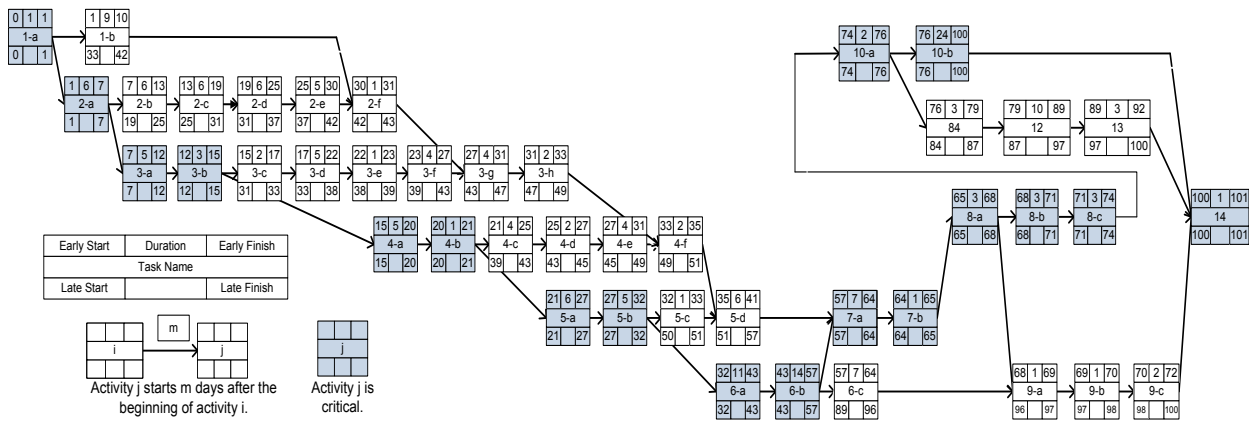 0 1 1
1-a
0 1
1 9 10
1-b
33 42
1 6 7
2-a
1 7
7 6 13
2-b
19 25
13 6 19
2-c
25 31
19 6 25
2-d
31 37
25 5 30
2-e
37 42
30 1 31
2-f
42 43
7 5 12
3-a
7 12
12 3 15
3-b
12 15
15 2 17
3-c
31 33
17 5 22
3-d
33 38
22 1 23
3-e
38 39
23 4 27
3-f
39 43
27 4 31
3-g
43 47
31 2 33
3-h
47 49
15 5 20
4-a
15 20
20 1 21
4-b
20 21
21 4 25
4-c
39 43
25 2 27
4-d
43 45
27 4 31
4-e
45 49
33 2 35
4-f
49 51
21 6 27
5-a
21 27
27 5 32
5-b
27 32
32 1 33
5-c
50 51
35 6 41
5-d
51 57
32 11 43
6-a
32 43
43 14 57
6-b
43 57
57 7 64
6-c
89 96
57 7 64
7-a
57 64
64 1 65
7-b
64 65
65 3 68
8-a
65 68
68 3 71
8-b
68 71
71 3 74
8-c
71 74
68 1 69
9-a
96 97
69 1 70
9-b
97 98
70 2 72
9-c
98 100
74 2 76
10-a
74 76
76 24 100
10-b
76 100
76 3 79
84
84 87
79 10 89
12
87 97
89 3 92
13
97 100
100 1 101
14
100 101
Early Start Duration Early Finish
Task Name
Late Start Late Finish
m
i j
Activity j starts m days after the
beginning of activity i.
j
Activity j is
critical.